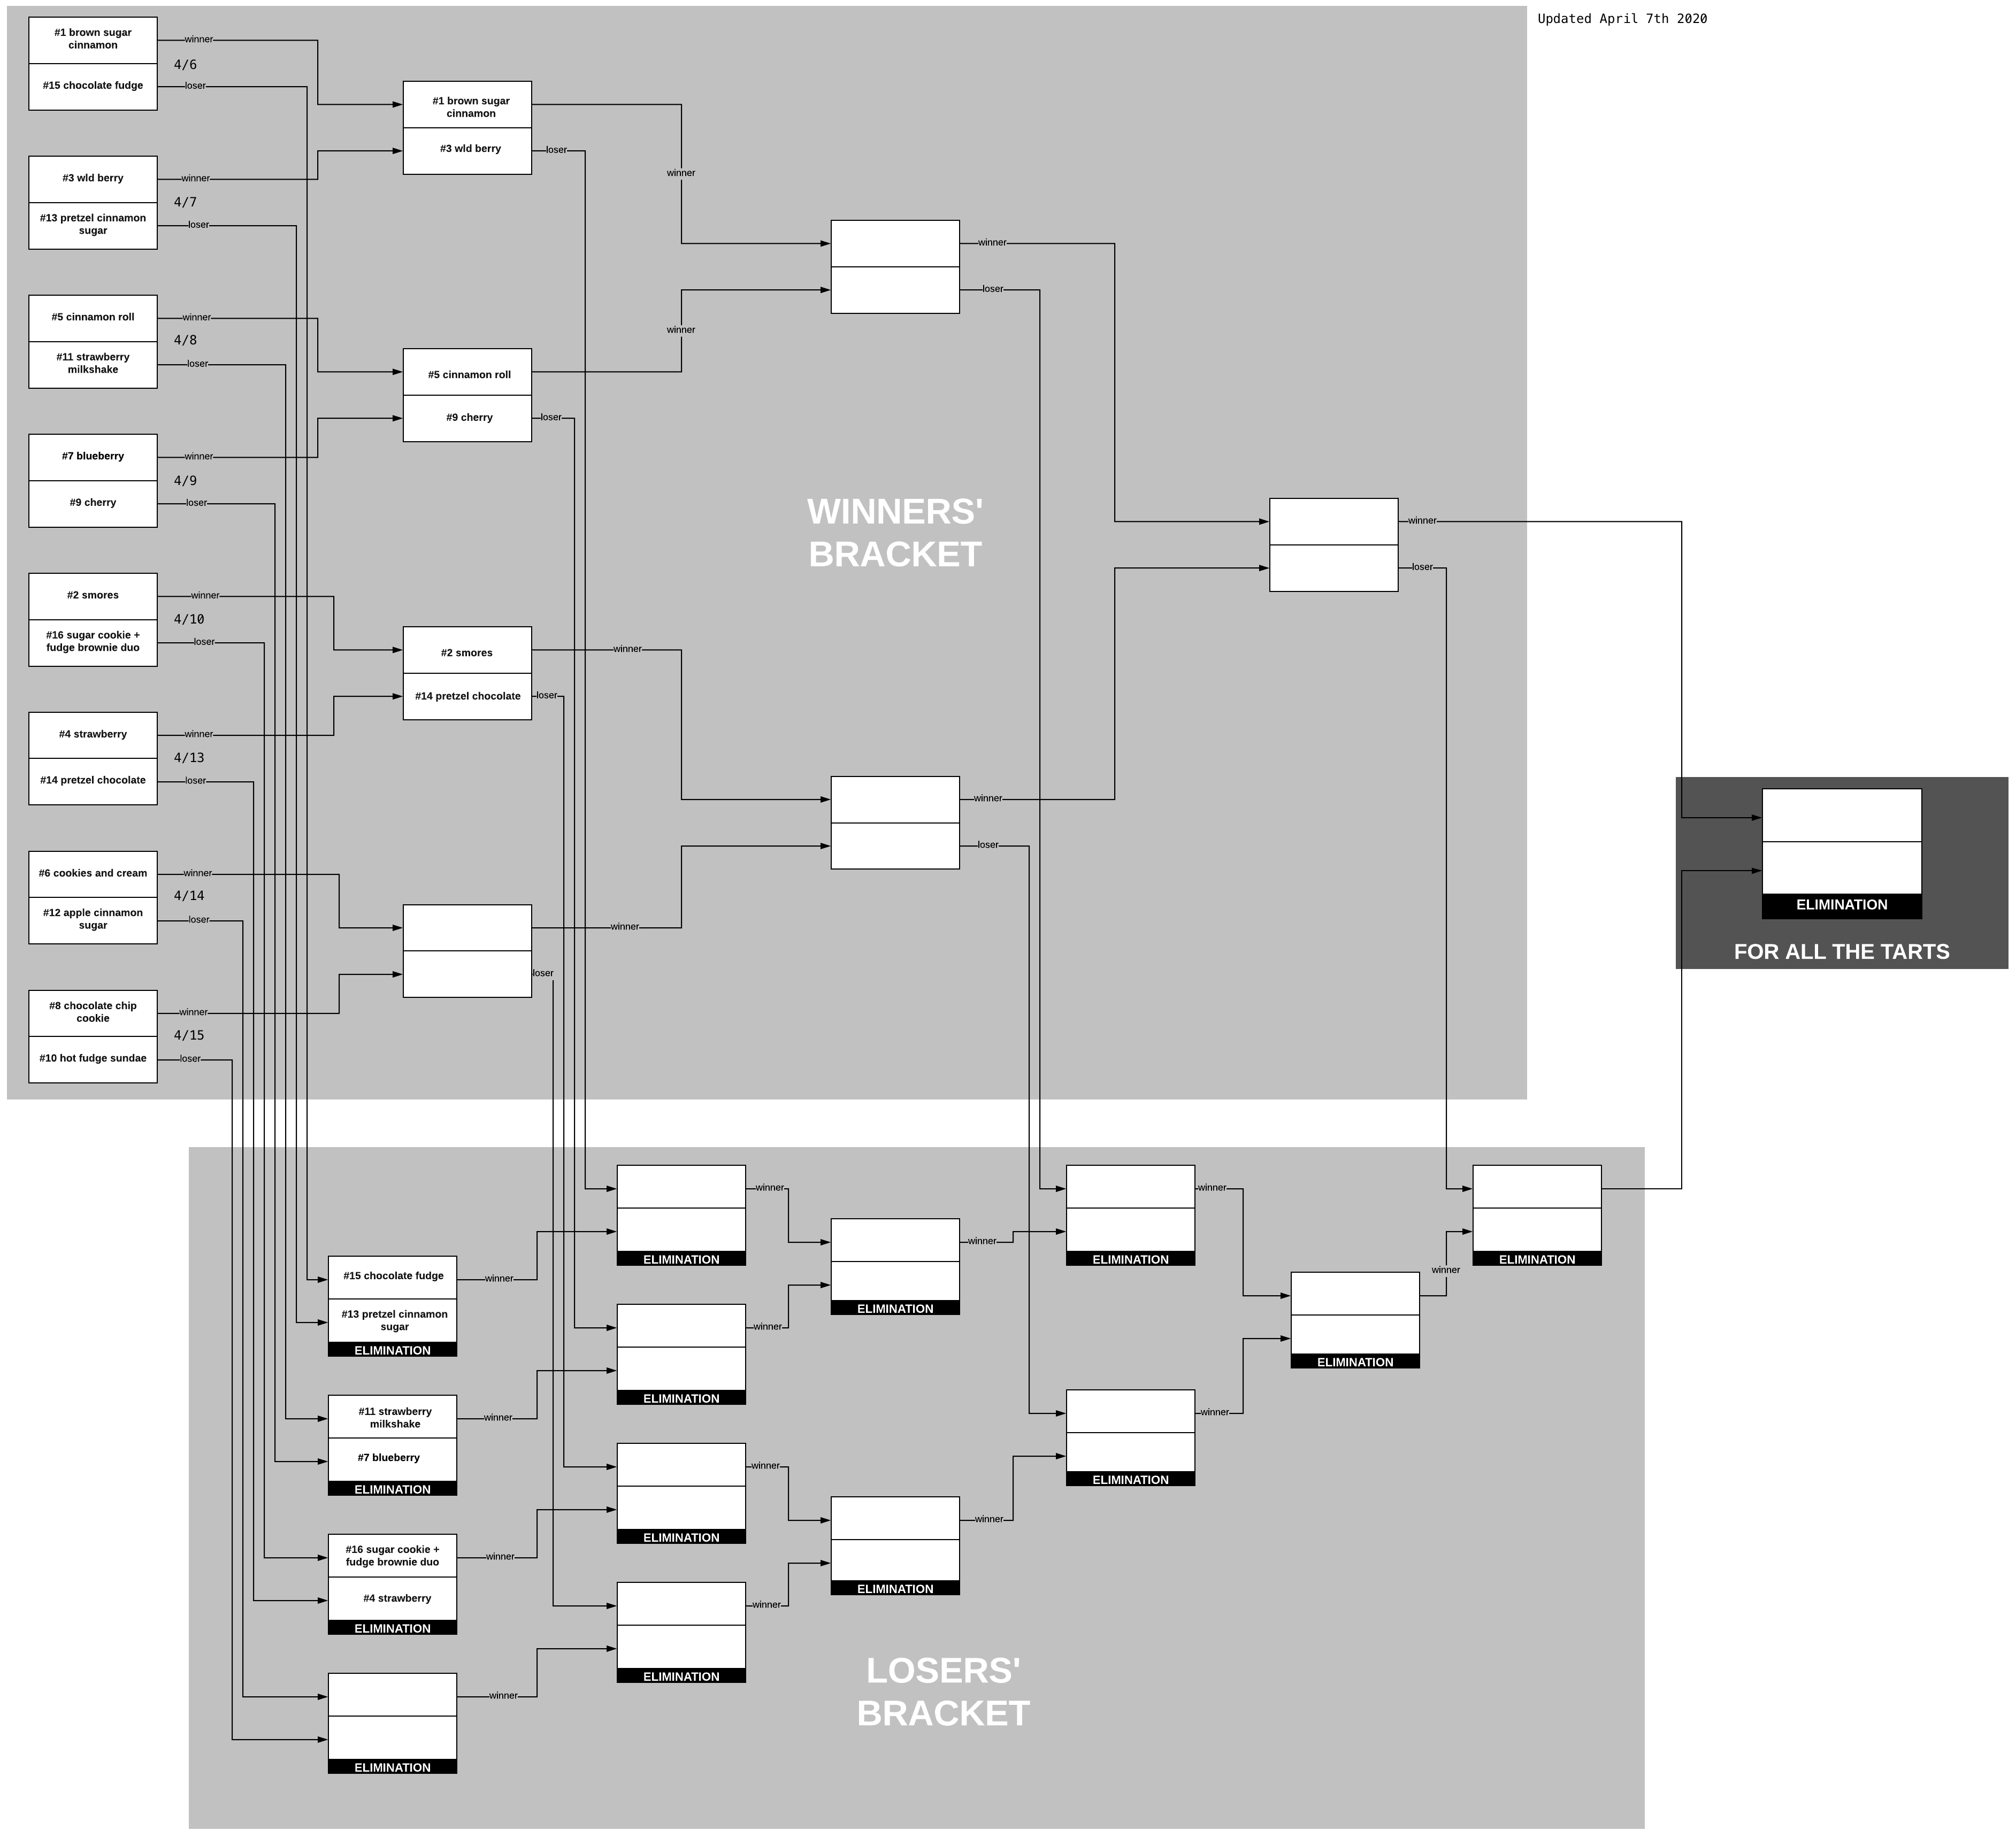 Updated April 7th 2020
#1 brown sugar
cinnamon
winner
4/6
#15 chocolate fudge
loser
#3 wld berry
winner
4/7
#13 pretzel cinnamon
sugar
loser
#5 cinnamon roll
winner
4/8
#11 strawberry
milkshake
loser
#7 blueberry
winner
4/9
#9 cherry
loser
#2 smores
winner
4/10
#16 sugar cookie +
fudge brownie duo
loser
#4 strawberry
winner
4/13
#14 pretzel chocolate
loser
#6 cookies and cream
winner
4/14
#12 apple cinnamon
sugar
loser
#8 chocolate chip
cookie
winner
4/15
#10 hot fudge sundae
loser
#1 brown sugar
cinnamon
#3 wld berry
loser
winner
#5 cinnamon roll
#9 cherry
loser
winner
#2 smores
winner
#14 pretzel chocolate
loser
winner
loser
winner
loser
winner
loser
WINNERS'
BRACKET
winner
loser
ELIMINATION
FOR ALL THE TARTS
#15 chocolate fudge
winner
#13 pretzel cinnamon
sugar
ELIMINATION
#11 strawberry
milkshake
winner
#7 blueberry
ELIMINATION
#16 sugar cookie +
fudge brownie duo
winner
#4 strawberry
ELIMINATION
winner
ELIMINATION
winner
ELIMINATION
winner
ELIMINATION
winner
ELIMINATION
winner
ELIMINATION
winner
ELIMINATION
winner
ELIMINATION
winner
ELIMINATION
winner
ELIMINATION
winner
ELIMINATION
ELIMINATION
LOSERS'
BRACKET